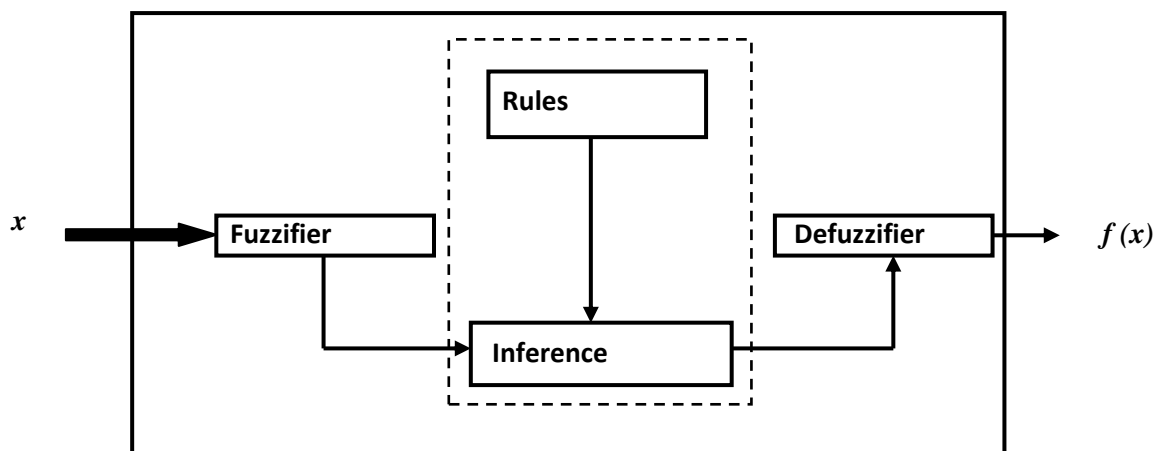 Rules
x
Fuzzifier
Defuzzifier
f (x)
Inference